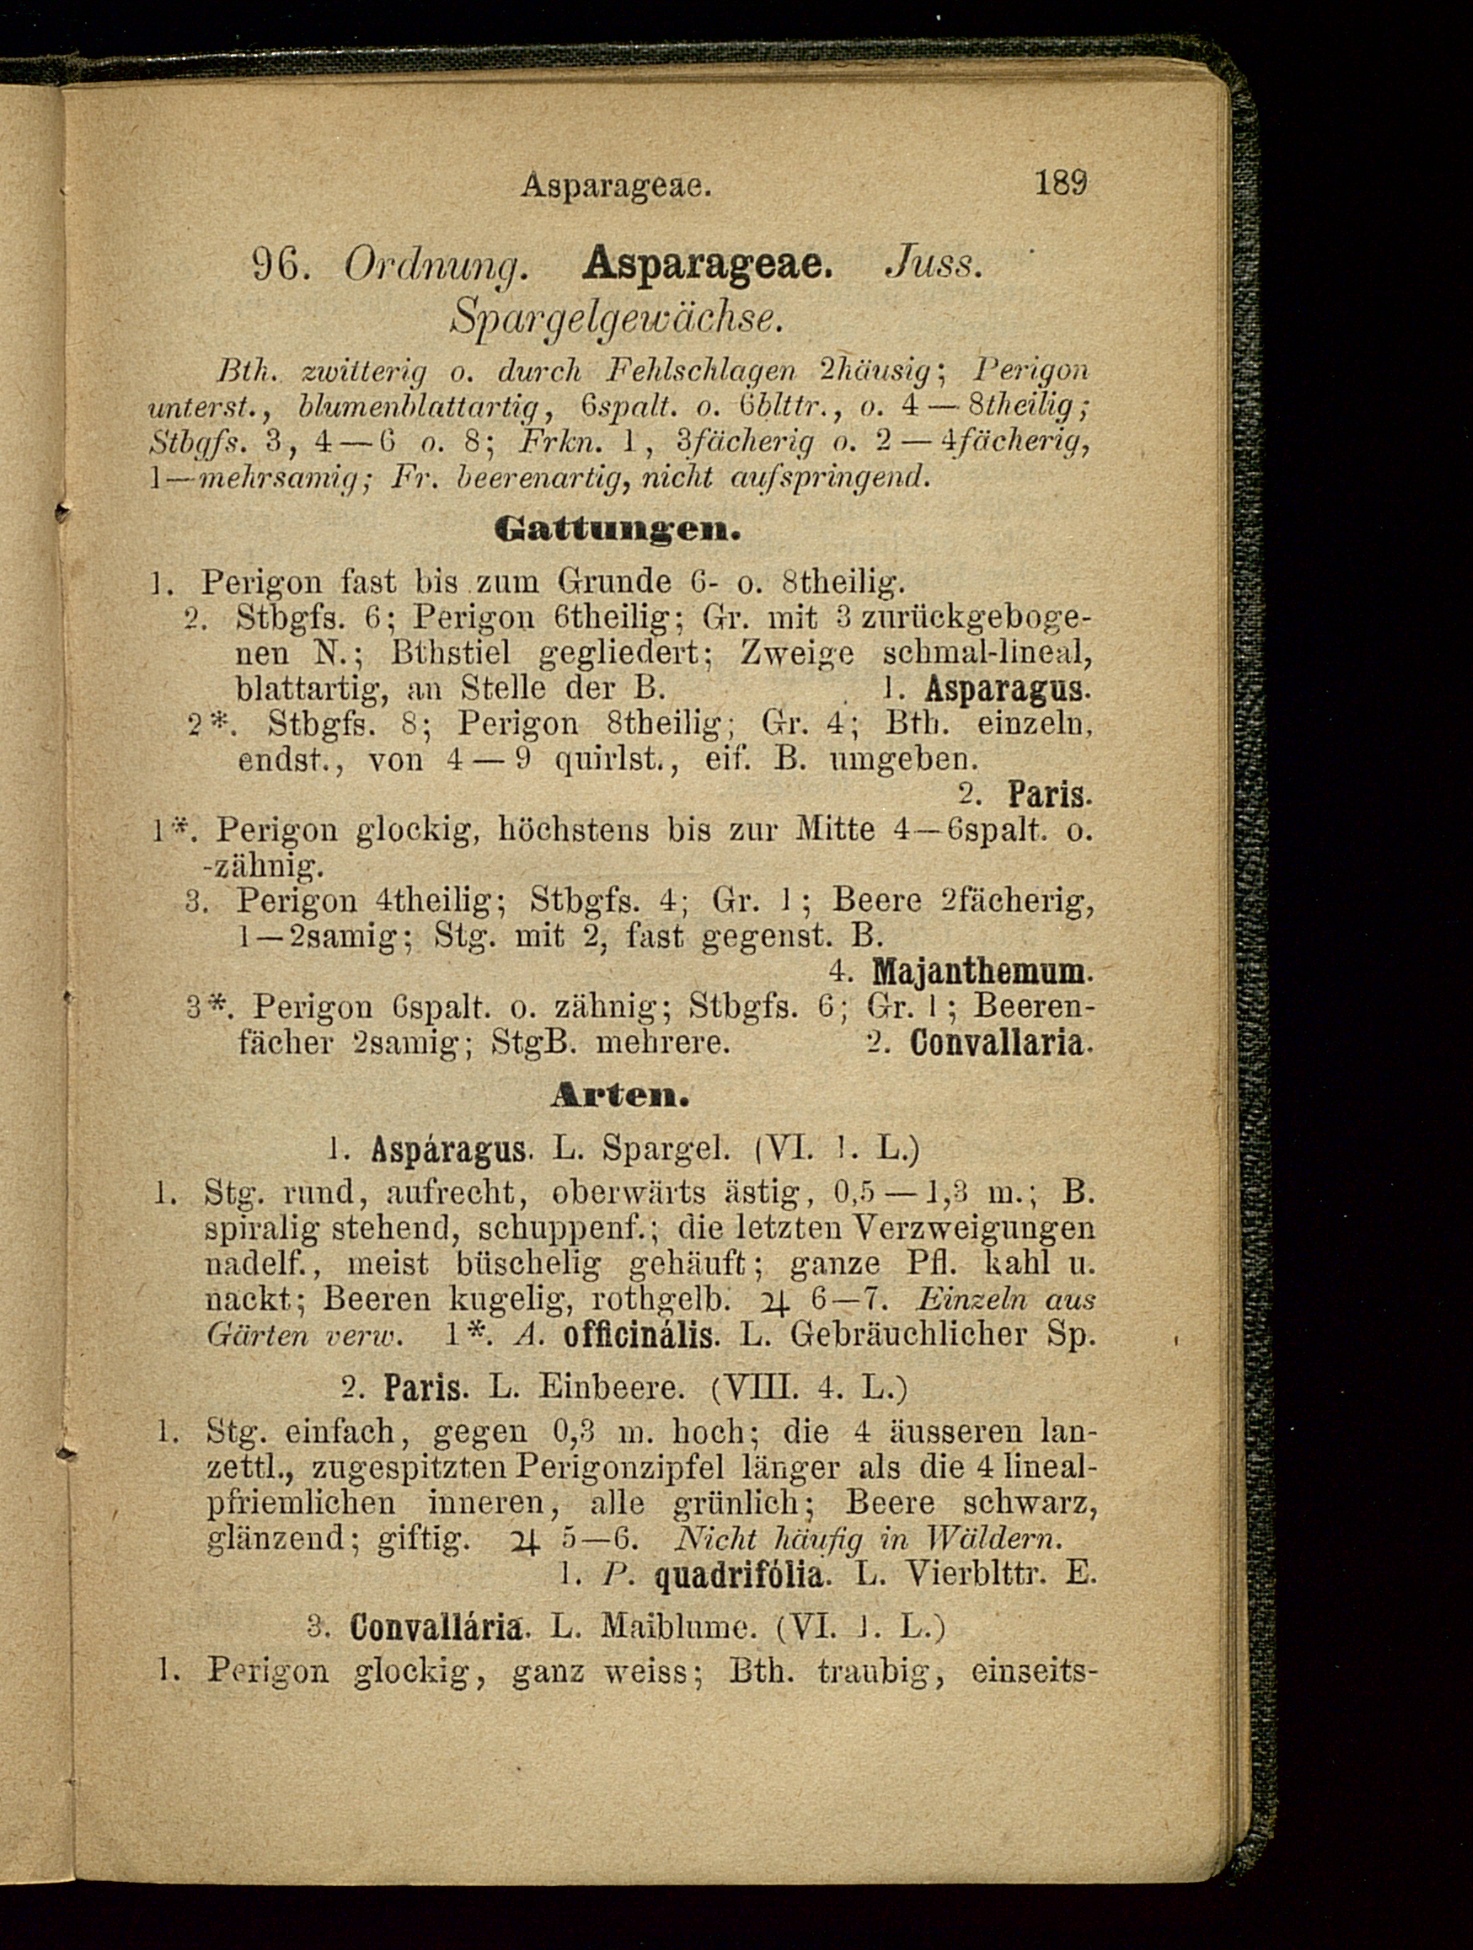 Asparageae. 189
96. Ordnung. Asparageae. Juss.
Spargelgewächse.
Bth. zwitterig o. durch Fehlschlagen 2häusig; Perigon
unterst., blumenblattartig, 6spalt. o. 6blttr., o. 4—8theilig;
Stbgfs. 3, 4—6 o. 8; Frkn. 1, 3fächerig o. 2—4fächerig,
1—mehrsamig; Fr. beerenartig, nicht aufspringend.
Gattungen.
1. Perigon fast bis zum Grunde 6- o. 8theilig.
2. Stbgfs. 6; Perigon 6theilig; Gr. mit 3 zurückgeboge-
nen N.; Bthstiel gegliedert; Zweige schmal-lineal,
blattartig, an Stelle der B. 1. Asparagus.
2*. Stbgfs. 8; Perigon 8theilig; Gr. 4; Bth. einzeln,
endst., von 4—9 quirlst., eif. B. umgeben.
2. Paris.
1*. Perigon glockig, höchstens bis zur Mitte 4—6spalt. o.
-zähnig.
3. Perigon 4theilig; Stbgfs. 4; Gr. 1; Beere 2fächerig,
1—2samig; Stg. mit 2, fast gegenst. B.
4. Majanthemum.
3*. Perigon 6spalt. o. zähnig; Stbgfs. 6; Gr. 1; Beeren-
fächer 2samig; StgB. mehrere. 2. Convallaria.
Arten.
1. Aspáragus. L. Spargel. (VI. 1. L.)
1. Stg. rund, aufrecht, oberwärts ästig, 0,5—1,3 m.; B.
spiralig stehend, schuppenf.; die letzten Verzweigungen
nadelf., meist büschelig gehäuft; ganze Pfl. kahl u.
nackt; Beeren kugelig, rothgelb. ♃ 6—7. Einzeln aus
Gärten verw. 1*. A. officinális. L. Gebräuchlicher Sp.
2. Paris. L. Einbeere. (VIII. 4. L.)
1. Stg. einfach, gegen 0,3 m. hoch; die 4 äusseren lan-
zettl., zugespitzten Perigonzipfel länger als die 4 lineal-
pfriemlichen inneren, alle grünlich; Beere schwarz,
glänzend; giftig. ♃ 5—6. Nicht häufig in Wäldern.
1. P. quadrifólia. L. Vierblttr. E.
3. Convallária. L. Maiblume. (VI. 1. L.)
1. Perigon glockig, ganz weiss; Bth. traubig, einseits-